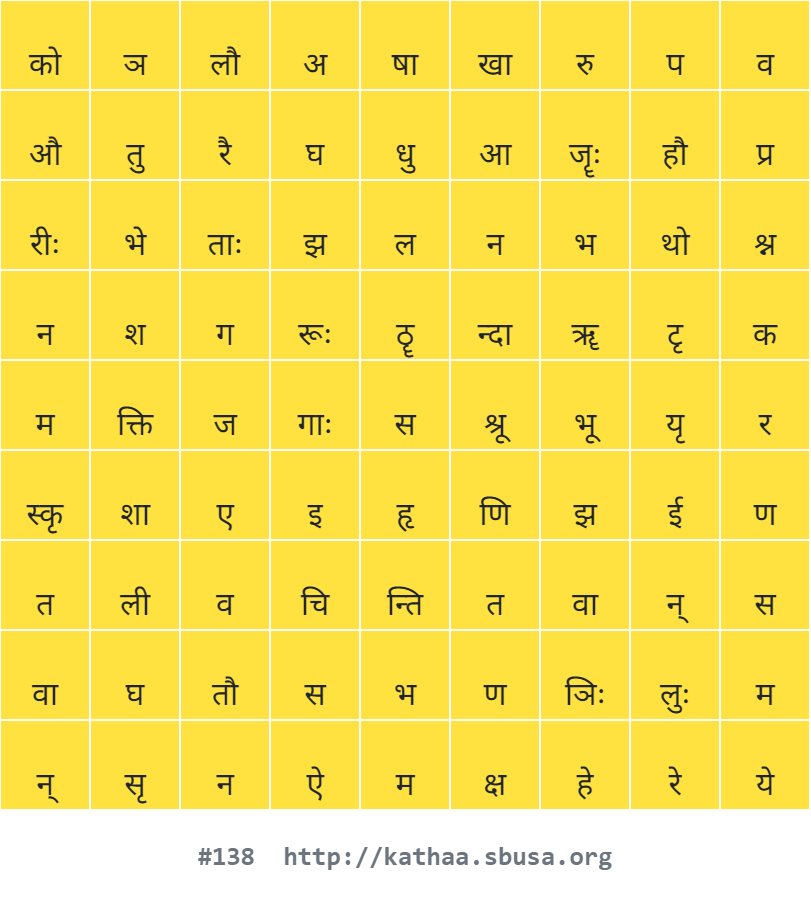 को ञ लौ अ षा खा रु प व
औ तु रै घ धु आ जॄः हौ प्र
रीः भे ताः झ ल न भ थो श्न
न श ग रूः ठॄ न्दा ॠ टृ क
म क्ति ज गाः स श्रू भू यृ र
स्कृ शा ए इ हृ णि झ ई ण
त ली व चि न्ति त वा न् स
वा घ तौ स भ ण ञिः लुः म
न् सृ न ऐ म क्ष हे रे ये
#138 http://kathaa.sbusa.org